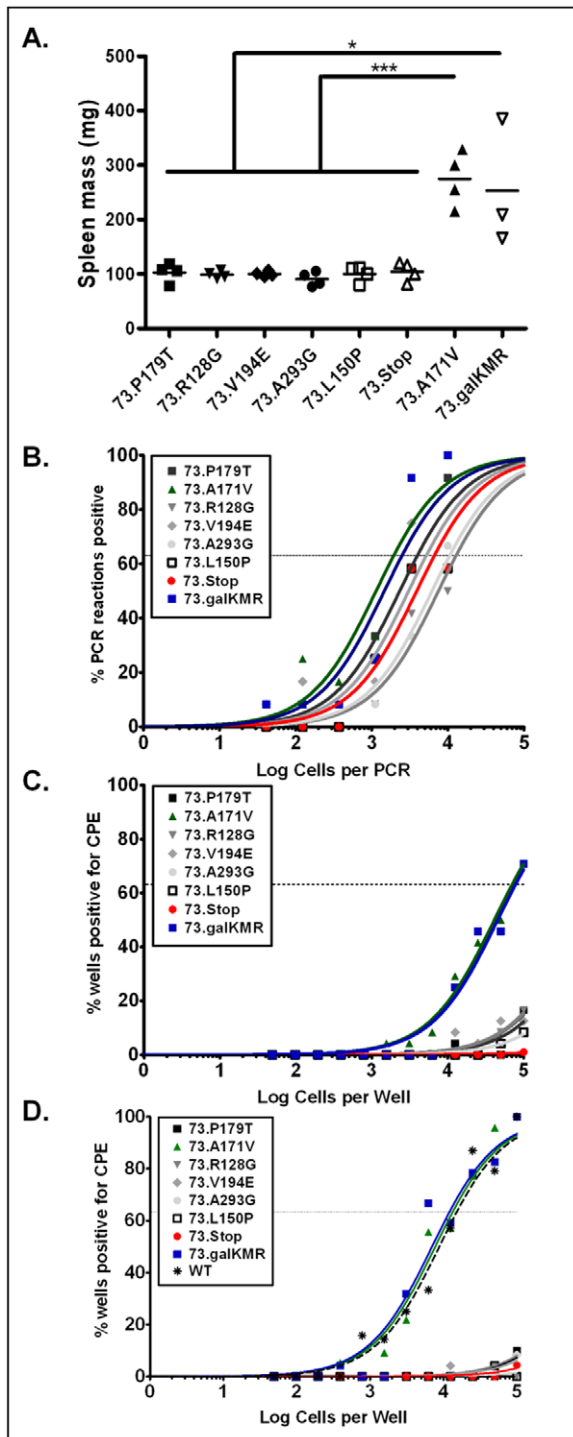 A.
*
***
Spleen mass (mg)
500
400
300
200
100
0
73.P179T
73.R128G
73.V194E
73.A293G
73.L150P
73.Stop
73.A171V
73.galKMR
B.
% PCR reactions positive
100
80
60
40
20
0
73.P179T
73.A171V
73.R128G
73.V194E
73.A293G
73.L150P
73.Stop
73.galKMR
0 1 2 3 4 5
Log Cells per PCR
C.
% wells positive for CPE
100
80
60
40
20
0
73.P179T
73.A171V
73.R128G
73.V194E
73.A293G
73.L150P
73.Stop
73.galKMR
0 1 2 3 4 5
Log Cells per Well
D.
% wells positive for CPE
100
80
60
40
20
0
73.P179T
73.A171V
73.R128G
73.V194E
73.A293G
73.L150P
73.Stop
73.galKMR
WT
0 1 2 3 4 5
Log Cells per Well